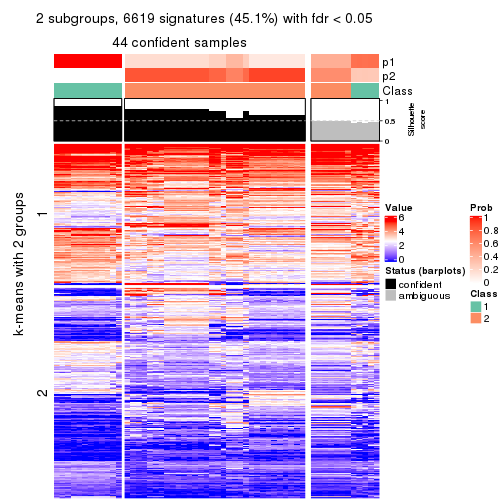 2 subgroups, 6619 signatures (45.1%) with fdr < 0.05
44 confident samples
p1
p2
Class
1
0.5
0
Silhouette
score
k-means with 2 groups
1
2
Value
6
4
2
0
Status (barplots)
confident
ambiguous
Prob
1
0.8
0.6
0.4
0.2
0
Class
1
2